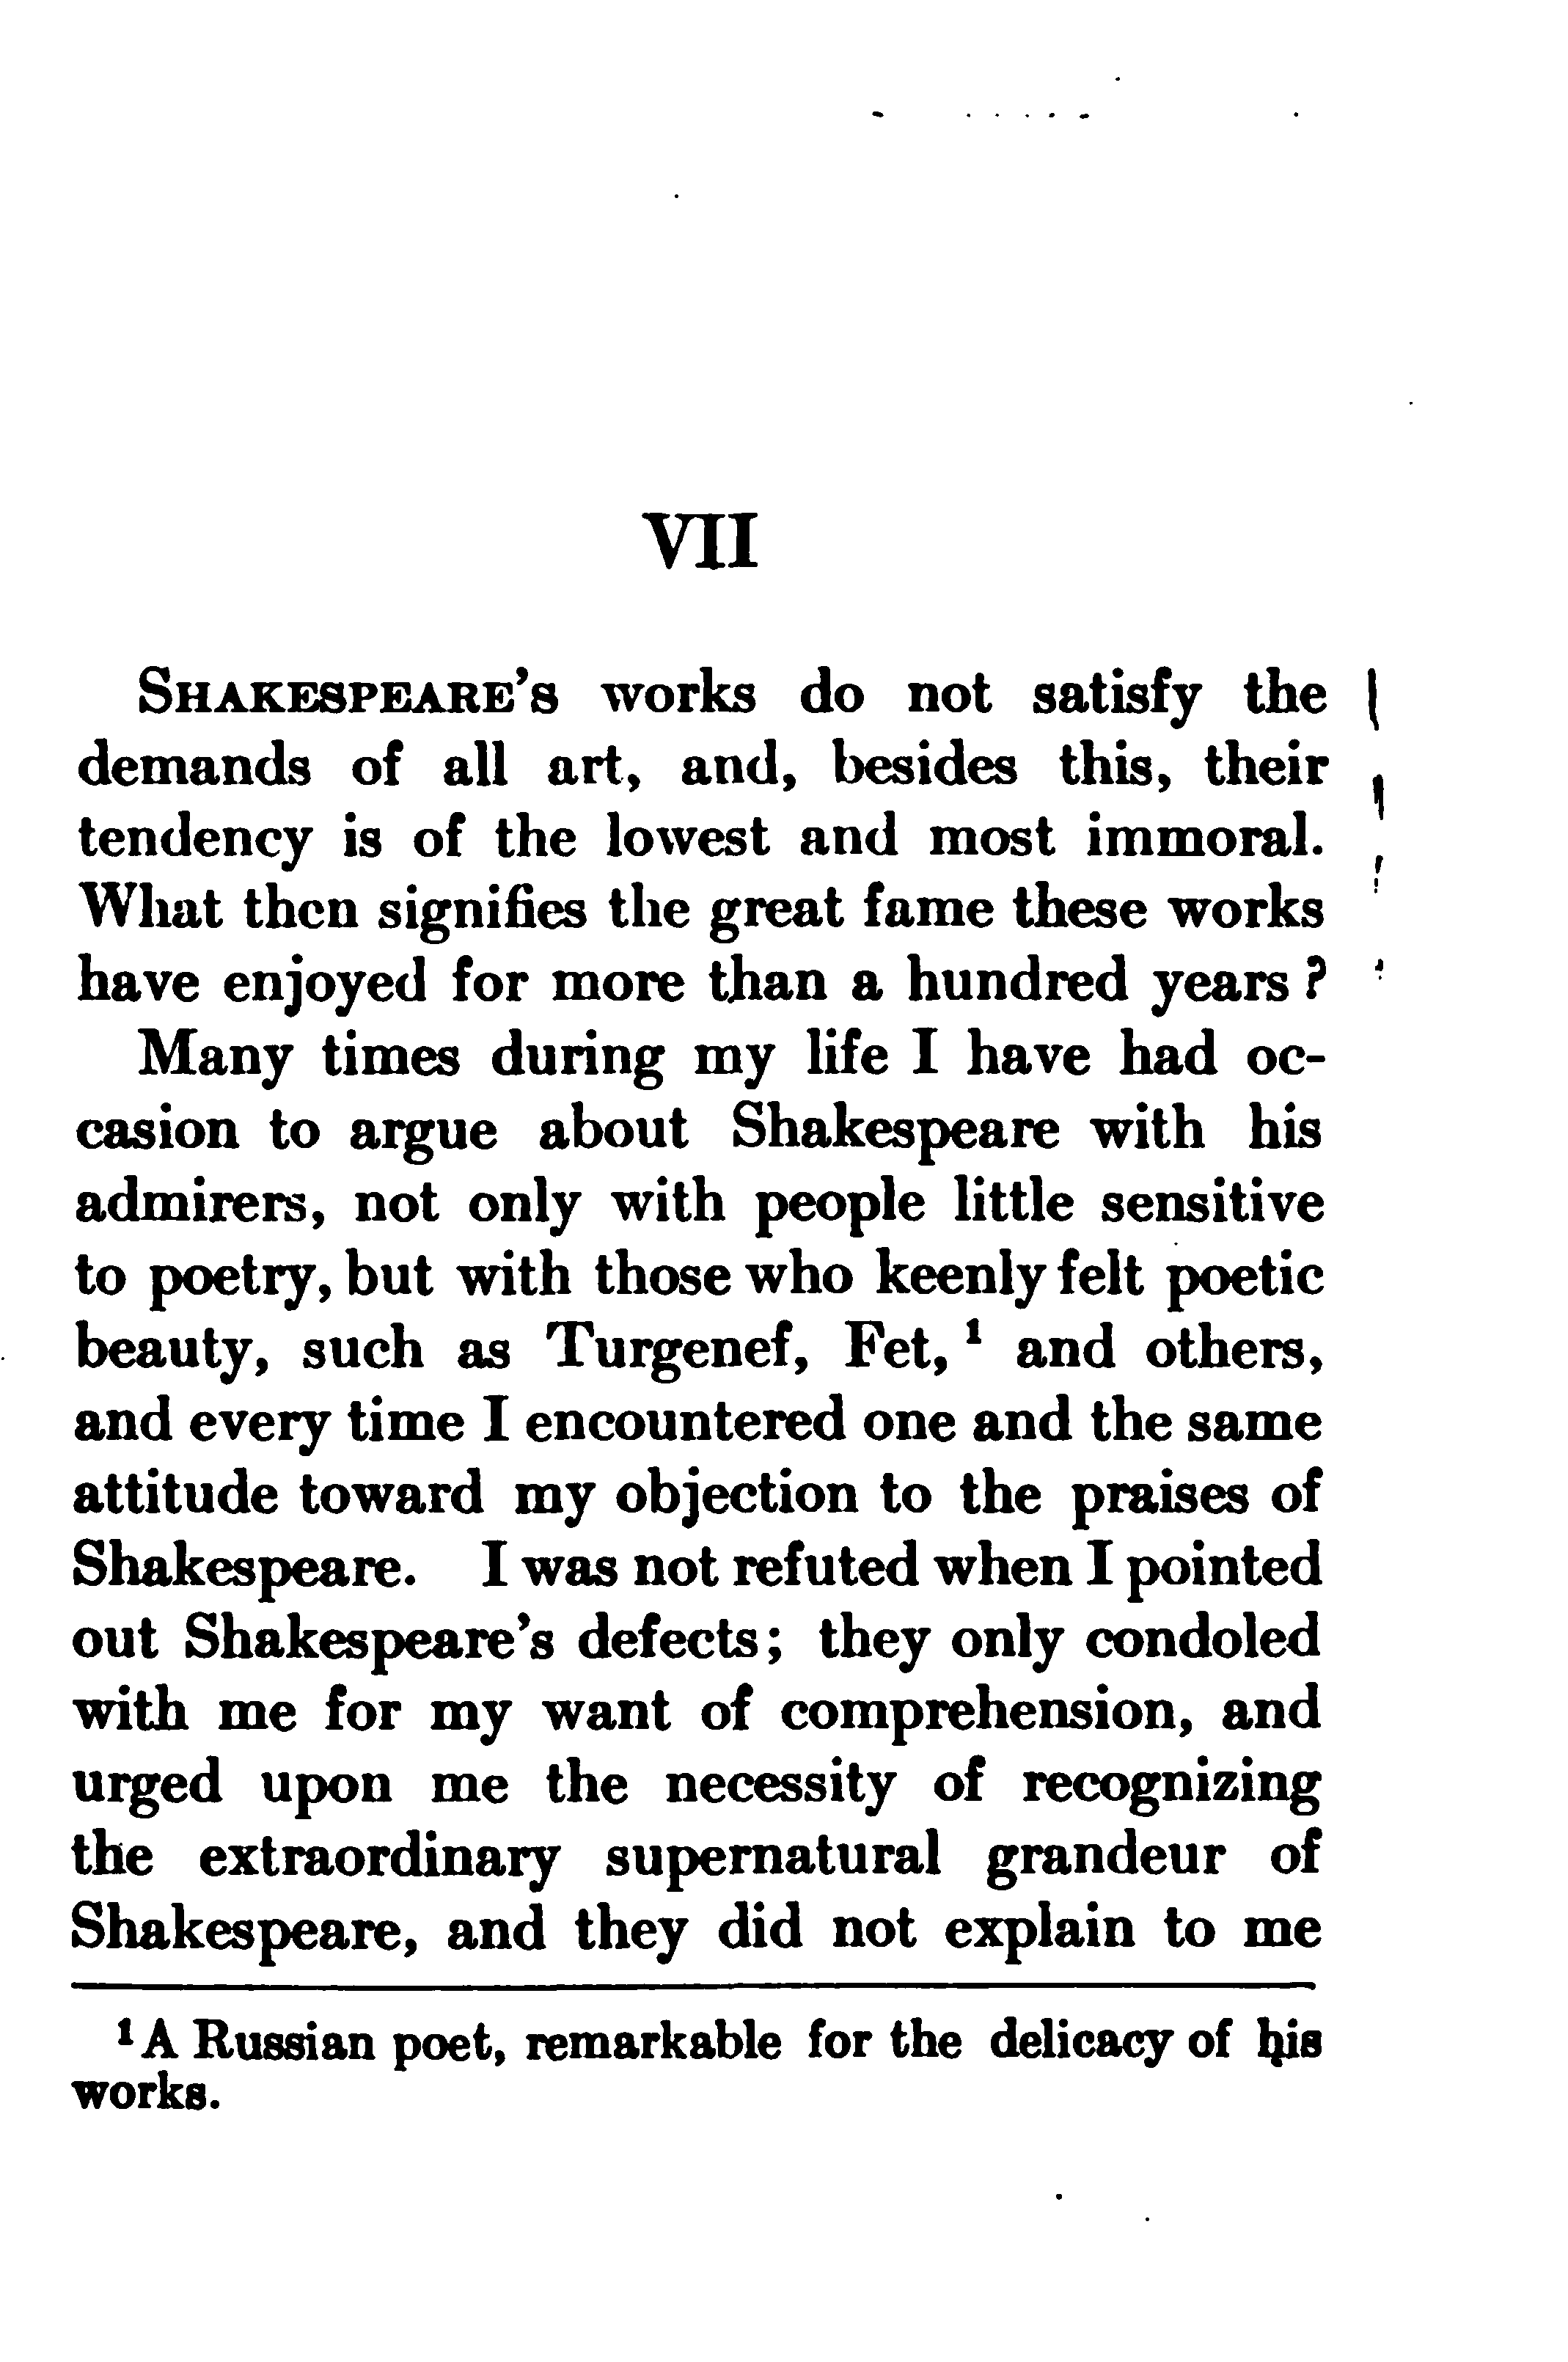 VII
SHAKESPEARE'S works do not satisfy the
demands of all art, and, besides this, their
tendency is of the lowest and most immoral.
What then signifies the great fame these works
have enjoyed for more than a hundred years?
Many times during my life I have had oc-
casion to argue about Shakespeare with his
admirers, not only with people little sensitive
to poetry, but with those who keenly felt poetic
beauty, such as Turgenef, Fet,¹ and others,
and every time I encountered one and the same
attitude toward my objection to the praises of
Shakespeare. I was not refuted when I pointed
out Shakespeare's defects; they only condoled
with me for my want of comprehension, and
urged upon me the necessity of recognizing
the extraordinary supernatural grandeur of
Shakespeare, and they did not explain to me
¹ A Russian poet, remarkable for the delicacy of his
works.